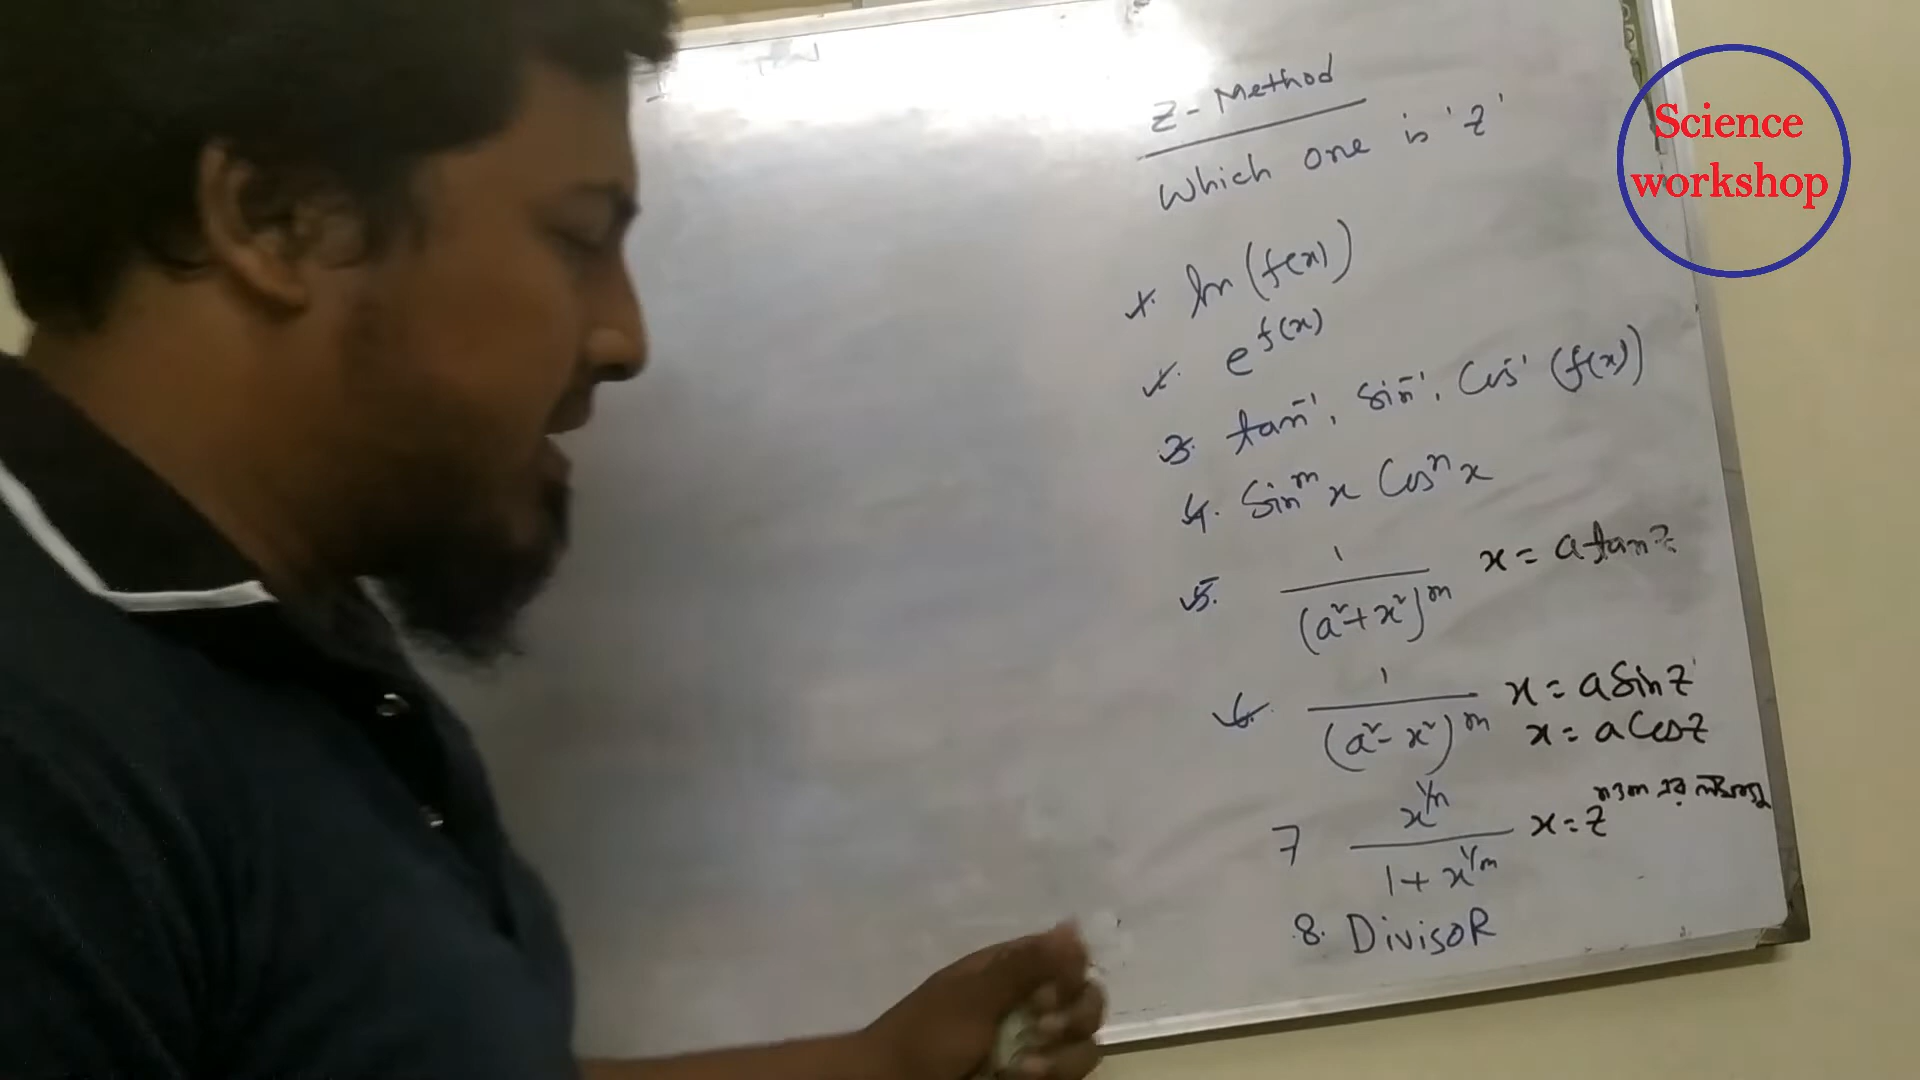 Z-Method
Which one is 'z'
1. ln (f(x))
2. e^f(x)
3. tan⁻¹, Sin⁻¹, Cos⁻¹ (f(x))
4. Sin^m x Cos^n x
5. 1/(a²+x²)^m x = a tan z
6. 1/(a²-x²)^m x = a Sin z
x = a Cos z
7 x^1/n / 1+x^1/m x = z
8. DivisoR
Science
workshop